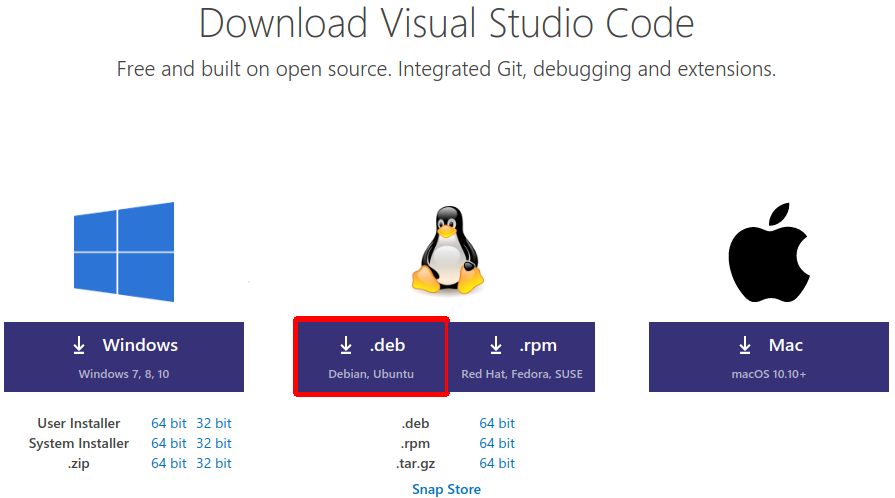 Download Visual Studio Code
Free and built on open source. Integrated Git, debugging and extensions.
Windows
Windows 7, 8, 10
.deb
Debian, Ubuntu
.rpm
Red Hat, Fedora, SUSE
Mac
macOS 10.10+
User Installer 64 bit 32 bit
System Installer 64 bit 32 bit
.zip 64 bit 32 bit
.deb 64 bit
.rpm 64 bit
.tar.gz 64 bit
Snap Store